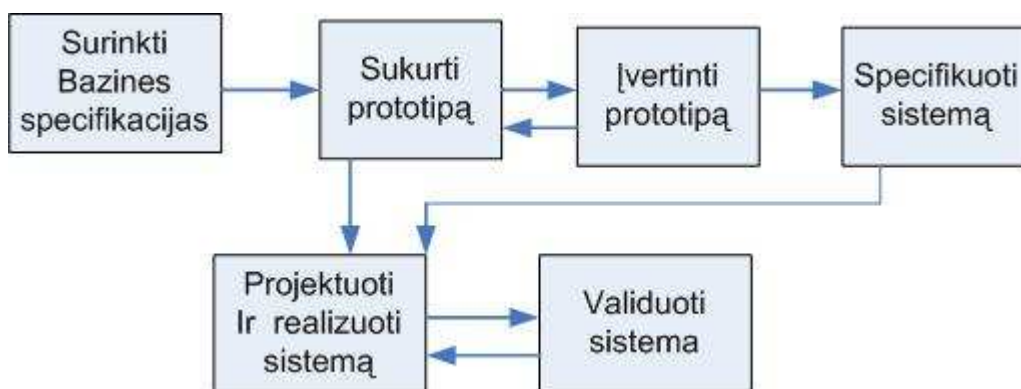 Surinkti
Bazines
specifikacijas
Sukurti
prototipą
Įvertinti
prototipą
Specifikuoti
sistemą
Projektuoti
Ir realizuoti
sistemą
Validuoti
sistema